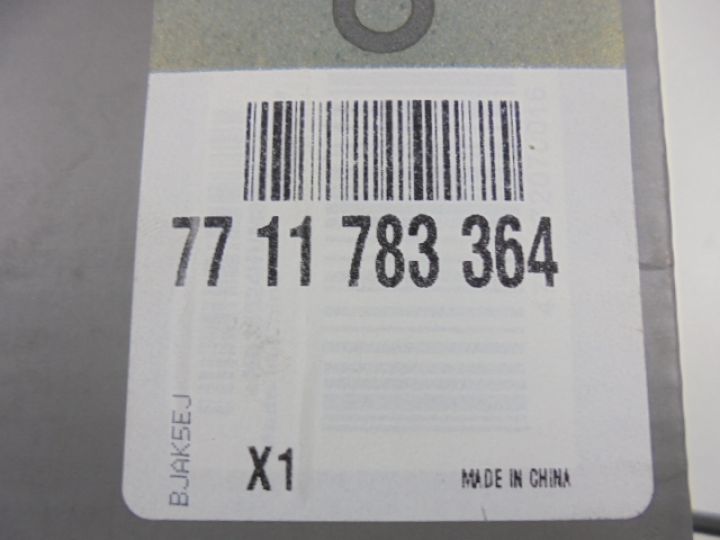 77 11 783 364
BJAK5EJ
X1
MADE IN CHINA